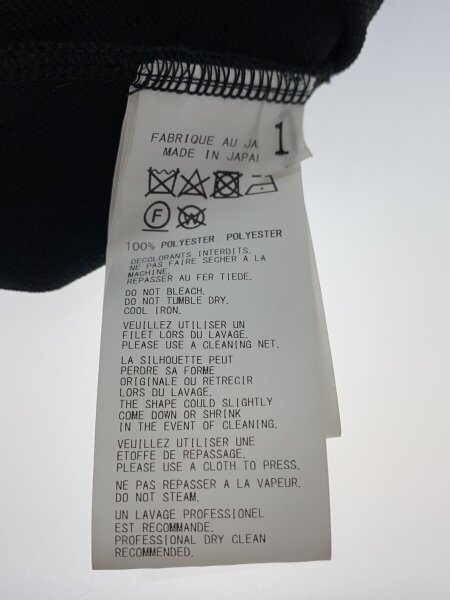 FABRIQUE AU JA
MADE IN JAPAN
1
F
W
100% POLYESTER POLYESTER
DECOLORANTS INTERDITS.
NE PAS FAIRE SECHER A LA
MACHINE.
REPASSER AU FER TIEDE.
DO NOT BLEACH.
DO NOT TUMBLE DRY.
COOL IRON.
VEUILLEZ UTILISER UN
FILET LORS DU LAVAGE.
PLEASE USE A CLEANING NET.
LA SILHOUETTE PEUT
PERDRE SA FORME
ORIGINALE OU RETRECIR
LORS DU LAVAGE.
THE SHAPE COULD SLIGHTLY
COME DOWN OR SHRINK
IN THE EVENT OF CLEANING.
VEUILLEZ UTILISER UNE
ETOFFE DE REPASSAGE.
PLEASE USE A CLOTH TO PRESS.
NE PAS REPASSER A LA VAPEUR.
DO NOT STEAM.
UN LAVAGE PROFESSIONEL
EST RECOMMANDE.
PROFESSIONAL DRY CLEAN
RECOMMENDED.